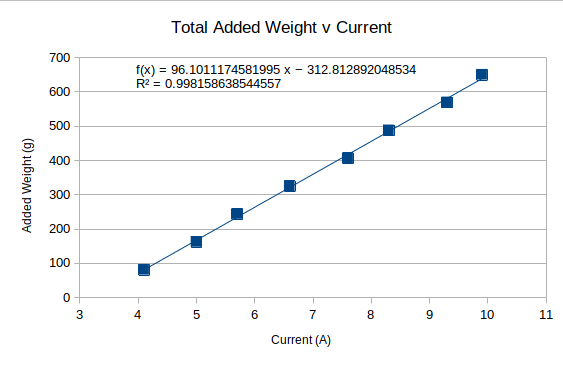 Total Added Weight v Current
700
f(x) = 96.1011174581995 x − 312.812892048534
R² = 0.998158638544557
600
500
400
300
200
100
0
Added Weight (g)
3 4 5 6 7 8 9 10 11
Current (A)